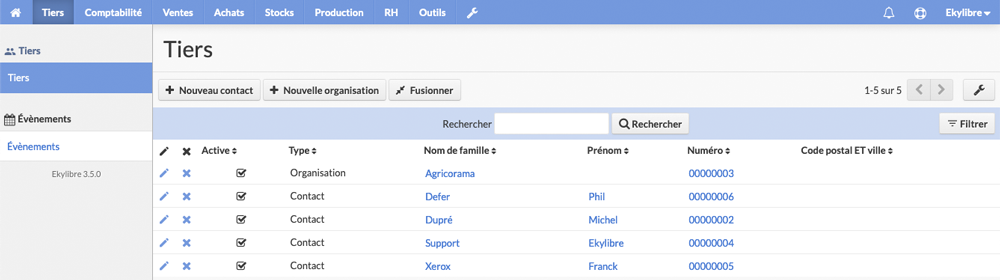 Tiers Comptabilité Ventes Achats Stocks Production RH Outils Ekylibre
Tiers
Tiers
Évènements
Évènements
Ekylibre 3.5.0
Tiers
Nouveau contact Nouvelle organisation Fusionner 1-5 sur 5
Rechercher Rechercher Filtrer
Active Type Nom de famille Prénom Numéro Code postal ET ville
Organisation Agricorama 00000003
Contact Defer Phil 00000006
Contact Dupré Michel 00000002
Contact Support Ekylibre 00000004
Contact Xerox Franck 00000005